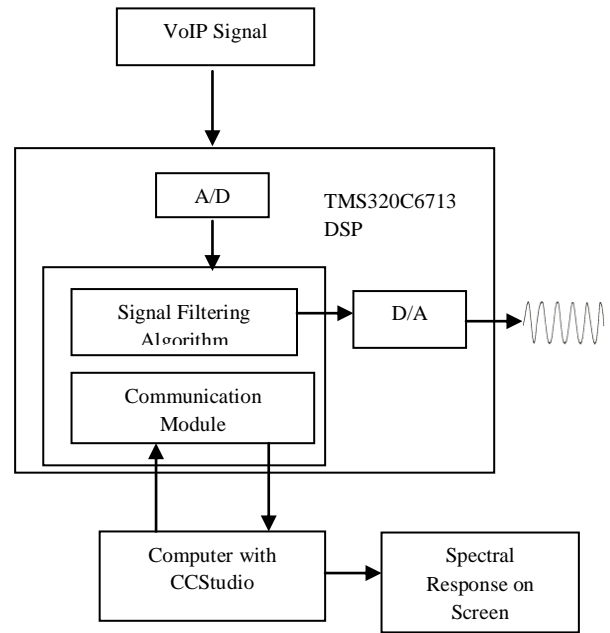 VoIP Signal
A/D
TMS320C6713
DSP
Signal Filtering
Algorithm
D/A
Communication
Module
Computer with
CCStudio
Spectral
Response on
Screen